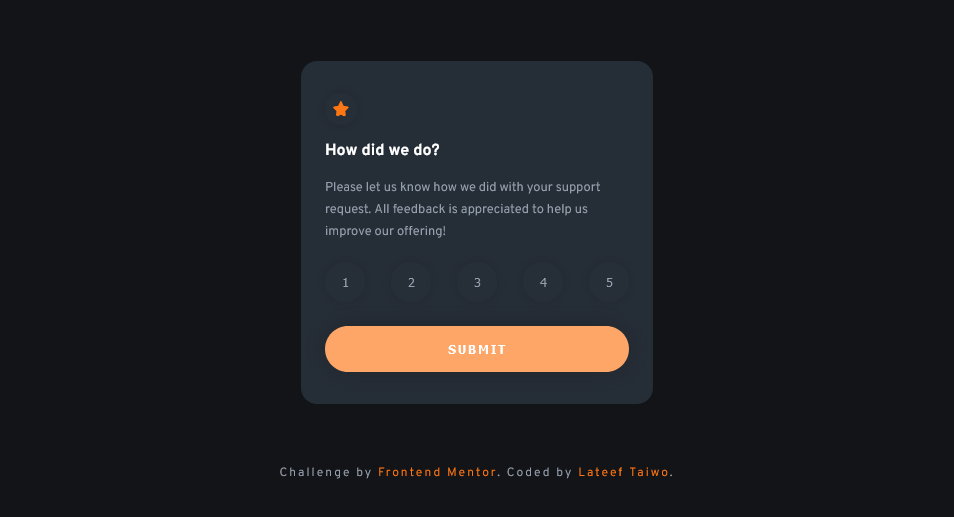 How did we do?
Please let us know how we did with your support
request. All feedback is appreciated to help us
improve our offering!
1 2 3 4 5
SUBMIT
Challenge by Frontend Mentor. Coded by Lateef Taiwo.